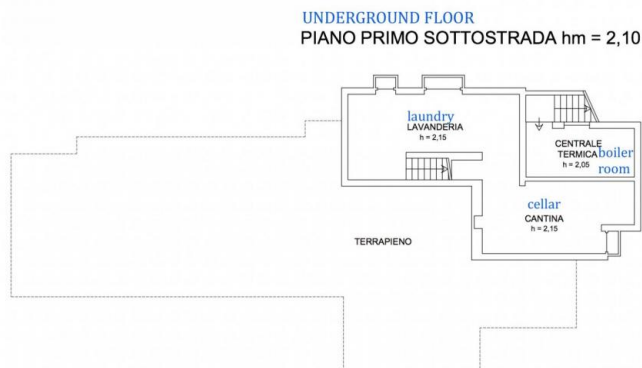 UNDERGROUND FLOOR
PIANO PRIMO SOTTOSTRADA hm = 2,10
laundry
LAVANDERIA
h = 2,15
CENTRALE
TERMICA boiler
h = 2,05 room
cellar
CANTINA
h = 2,15
TERRAPIENO